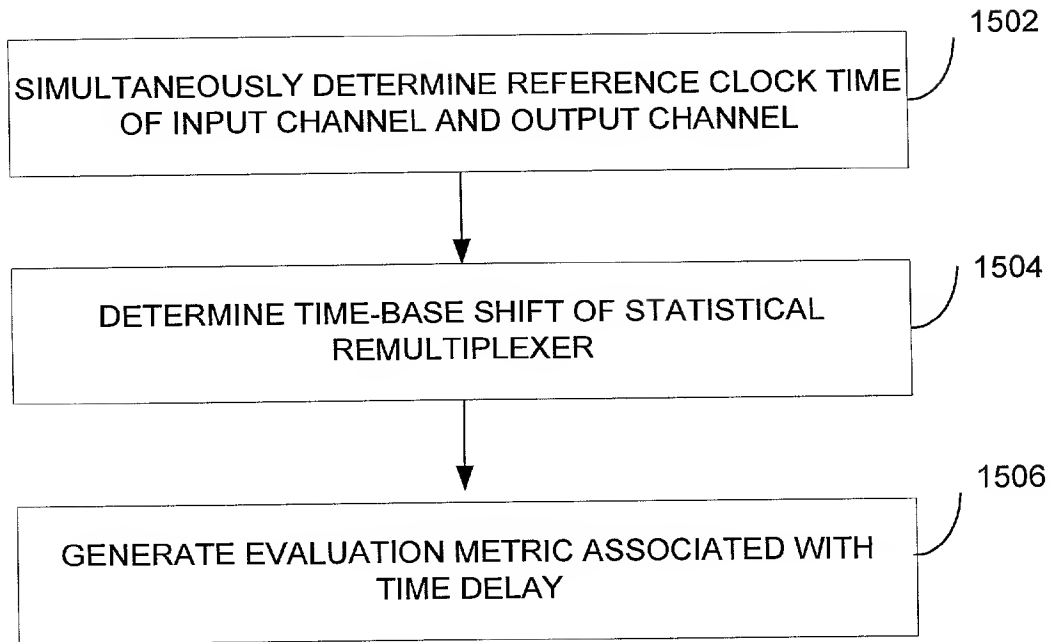 1502
SIMULTANEOUSLY DETERMINE REFERENCE CLOCK TIME
OF INPUT CHANNEL AND OUTPUT CHANNEL
1504
DETERMINE TIME-BASE SHIFT OF STATISTICAL
REMULTIPLEXER
1506
GENERATE EVALUATION METRIC ASSOCIATED WITH
TIME DELAY